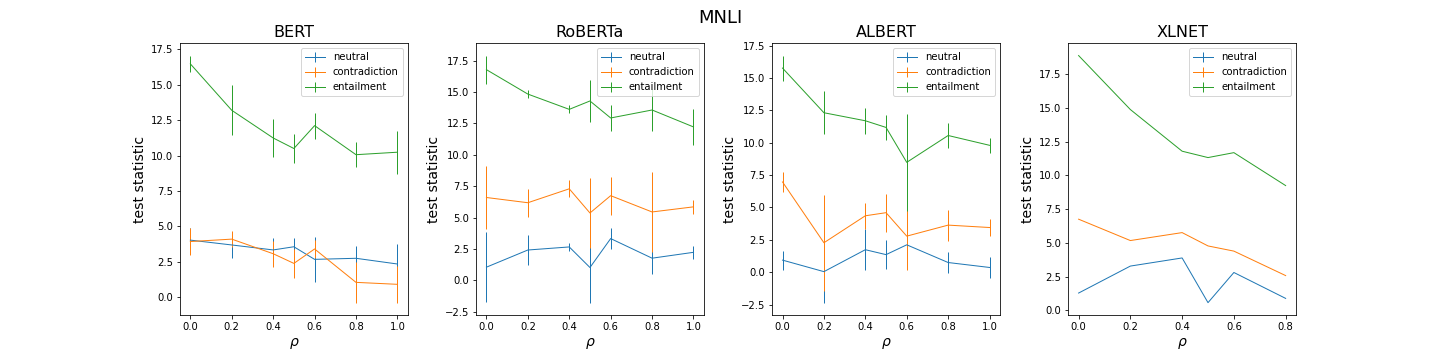 MNLI
BERT
neutral
contradiction
entailment
17.5
15.0
12.5
10.0
7.5
5.0
2.5
0.0
test statistic
0.0 0.2 0.4 0.6 0.8 1.0
ρ
RoBERTa
neutral
contradiction
entailment
17.5
15.0
12.5
10.0
7.5
5.0
2.5
0.0
−2.5
test statistic
0.0 0.2 0.4 0.6 0.8 1.0
ρ
ALBERT
neutral
contradiction
entailment
17.5
15.0
12.5
10.0
7.5
5.0
2.5
0.0
−2.5
test statistic
0.0 0.2 0.4 0.6 0.8 1.0
ρ
XLNET
neutral
contradiction
entailment
17.5
15.0
12.5
10.0
7.5
5.0
2.5
0.0
test statistic
0.0 0.2 0.4 0.6 0.8
ρ